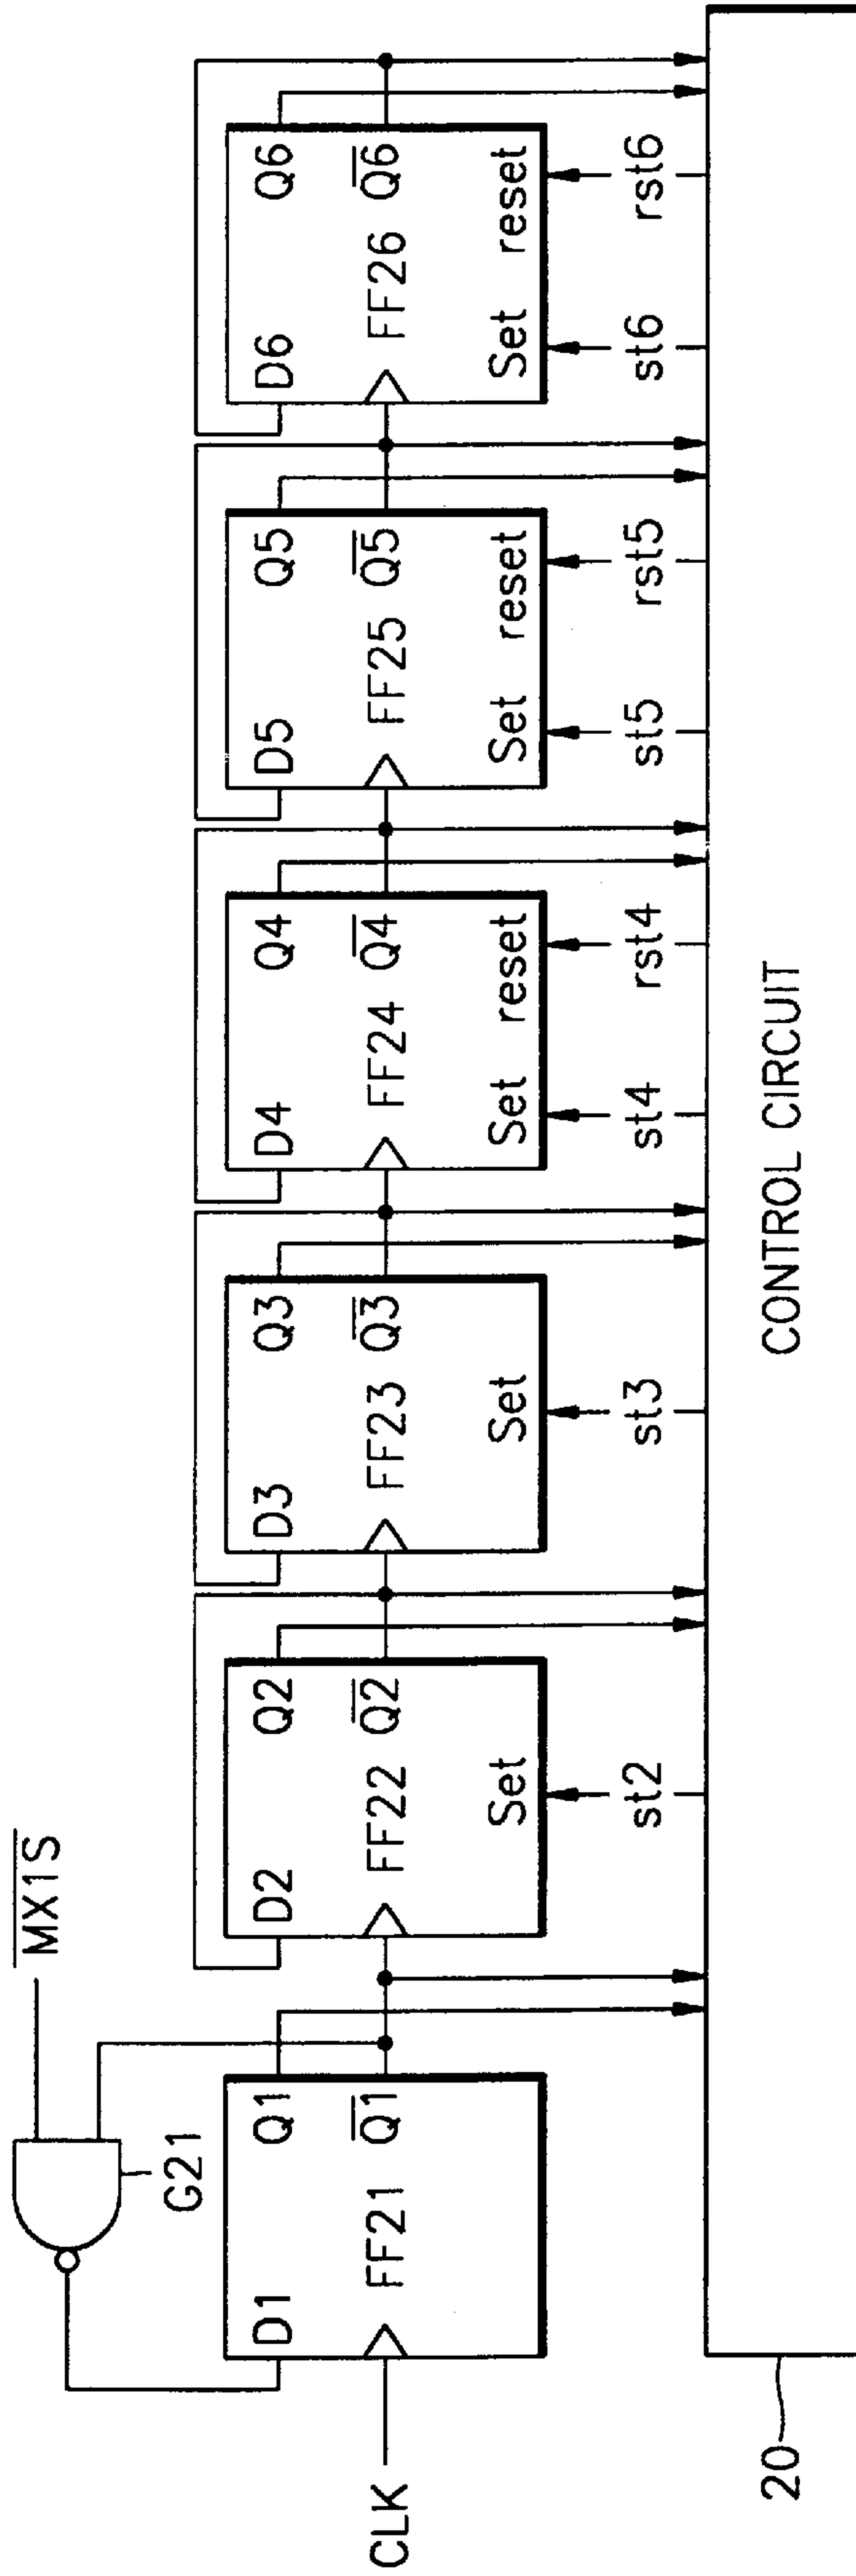 M̅X̅1̅S̅
G21
D1 Q1
FF21 Q̅1̅
CLK
D2 Q2
FF22 Q̅2̅
Set
st2
D3 Q3
FF23 Q̅3̅
Set
st3
D4 Q4
FF24 Q̅4̅
Set reset
st4 rst4
D5 Q5
FF25 Q̅5̅
Set reset
st5 rst5
D6 Q6
FF26 Q̅6̅
Set reset
st6 rst6
20
CONTROL CIRCUIT